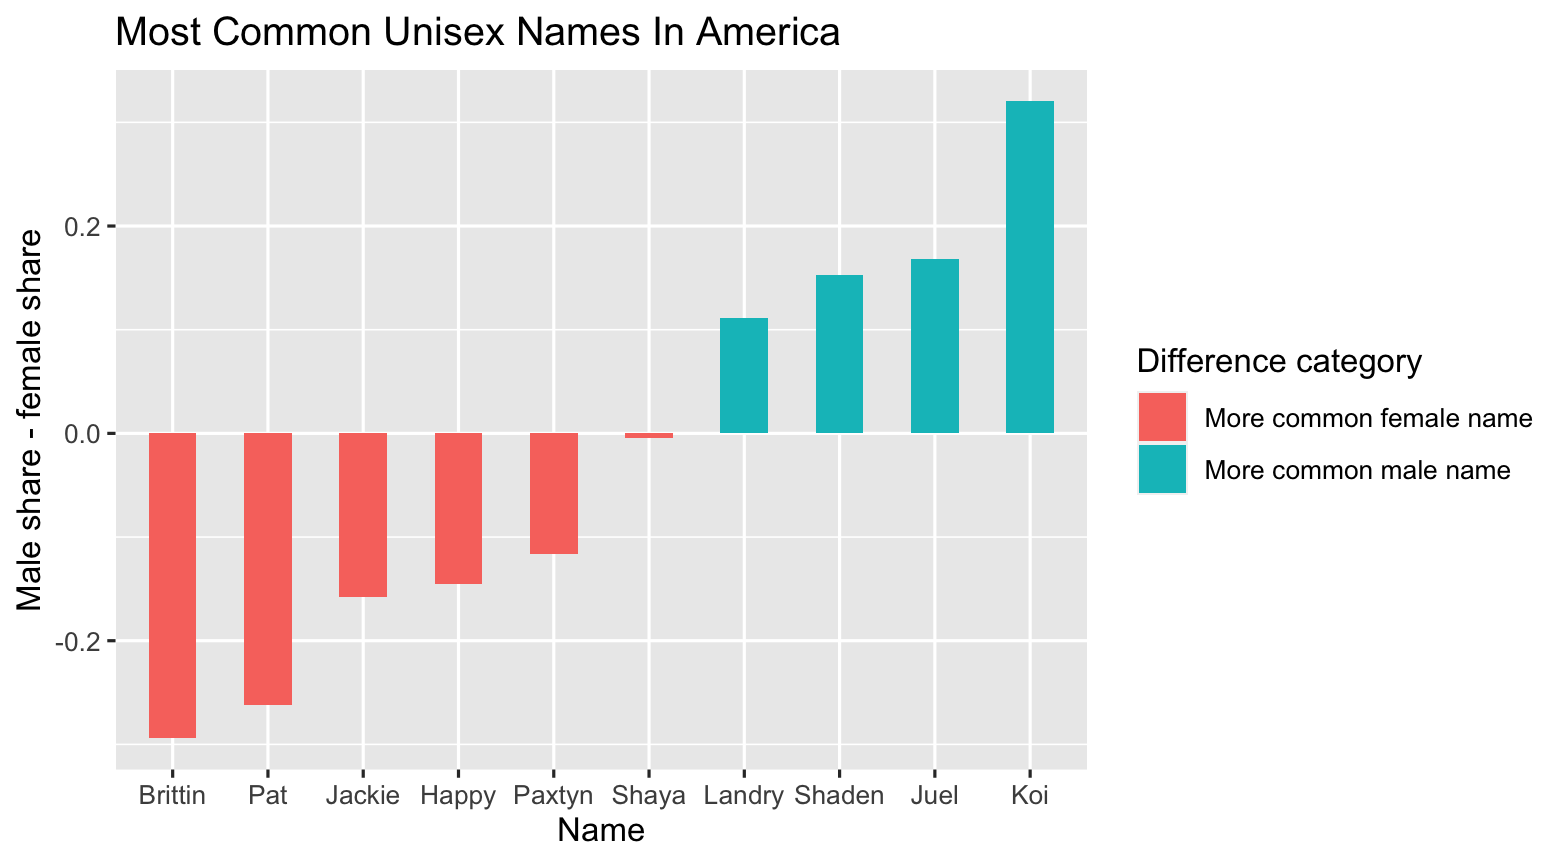 Most Common Unisex Names In America
Male share - female share
0.2
0.0
-0.2
Brittin Pat Jackie Happy Paxtyn Shaya Landry Shaden Juel Koi
Name
Difference category
More common female name
More common male name